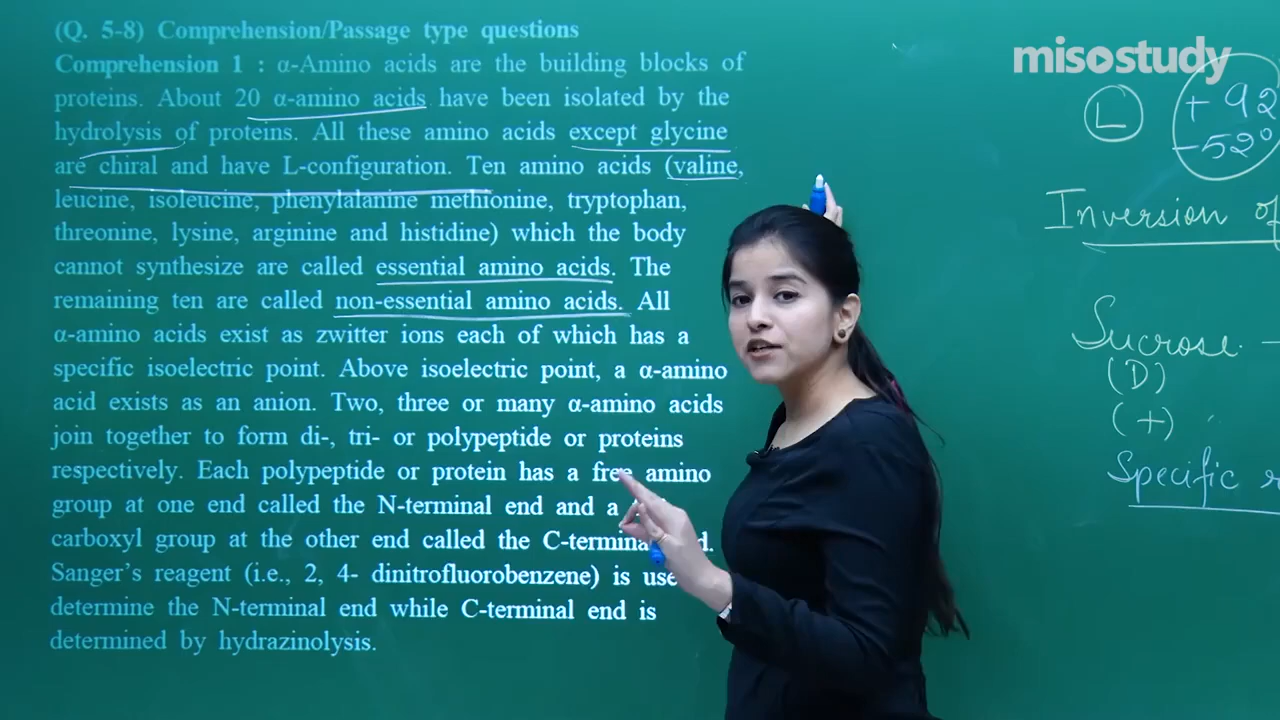 (Q. 5-8) Comprehension/Passage type questions
Comprehension 1 : α-Amino acids are the building blocks of
proteins. About 20 α-amino acids have been isolated by the
hydrolysis of proteins. All these amino acids except glycine
are chiral and have L-configuration. Ten amino acids (valine,
leucine, isoleucine, phenylalanine methionine, tryptophan,
threonine, lysine, arginine and histidine) which the body
cannot synthesize are called essential amino acids. The
remaining ten are called non-essential amino acids. All
α-amino acids exist as zwitter ions each of which has a
specific isoelectric point. Above isoelectric point, a α-amino
acid exists as an anion. Two, three or many α-amino acids
join together to form di-, tri- or polypeptide or proteins
respectively. Each polypeptide or protein has a free amino
group at one end called the N-terminal end and a
carboxyl group at the other end called the
Sanger's reagent (i.e., 2, 4- dinitrofluorobenzene) is
determine the N-terminal end while C-terminal end is
determined by hydrazinolysis.
misostudy
L
+ 92
-52°
Inversion of
Sucrose
(D)
(+)
Specific